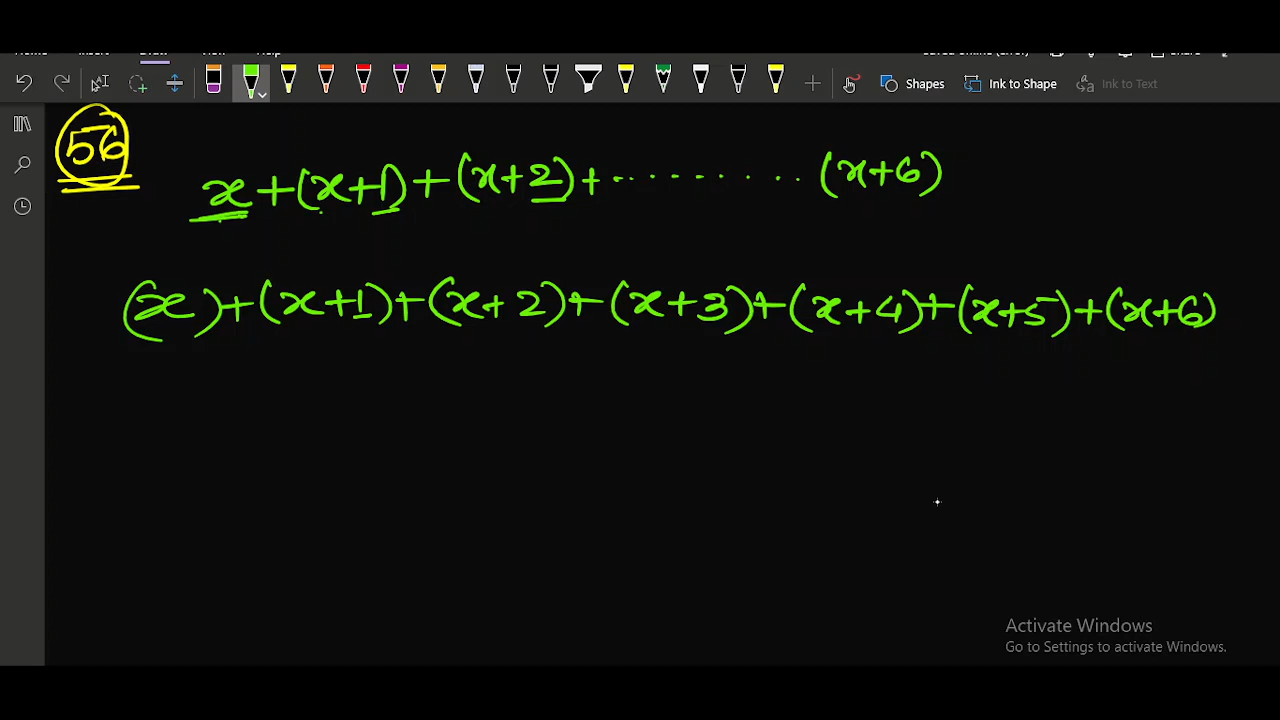 Shapes Ink to Shape Ink to Text
56
x + (x+1) + (x+2) + .......... (x+6)
(x) + (x+1) + (x+2) + (x+3) + (x+4) + (x+5) + (x+6)
Activate Windows
Go to Settings to activate Windows.